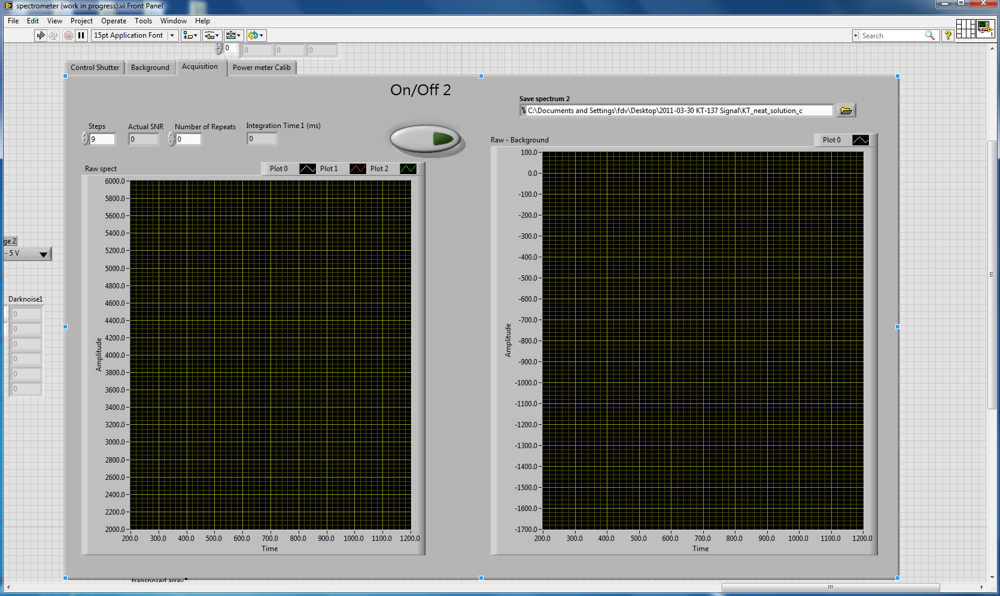 spectrometer (work in progress).vi Front Panel
File Edit View Project Operate Tools Window Help
15pt Application Font
Search
1
0 0 0 0
Control Shutter Background Acquisition Power meter Calib
On/Off 2
Save spectrum 2
C:\Documents and Settings\fdv\Desktop\2011-03-30 KT-137 Signal\KT_neat_solution_c
Steps Actual SNR Number of Repeats Integration Time 1 (ms)
9 0 0 0
Raw spect
Plot 0 Plot 1 Plot 2
6000.0
5800.0
5600.0
5400.0
5200.0
5000.0
4800.0
4600.0
4400.0
4200.0
4000.0
3800.0
3600.0
3400.0
3200.0
3000.0
2800.0
2600.0
2400.0
2200.0
2000.0
Amplitude
200.0 300.0 400.0 500.0 600.0 700.0 800.0 900.0 1000.0 1100.0 1200.0
Time
Raw - Background
Plot 0
100.0
0.0
-100.0
-200.0
-300.0
-400.0
-500.0
-600.0
-700.0
-800.0
-900.0
-1000.0
-1100.0
-1200.0
-1300.0
-1400.0
-1500.0
-1600.0
-1700.0
Amplitude
200.0 300.0 400.0 500.0 600.0 700.0 800.0 900.0 1000.0 1100.0 1200.0
Time
ge 2
- 5 V
Darknoise1
0
0
0
0
0
0
transposed array